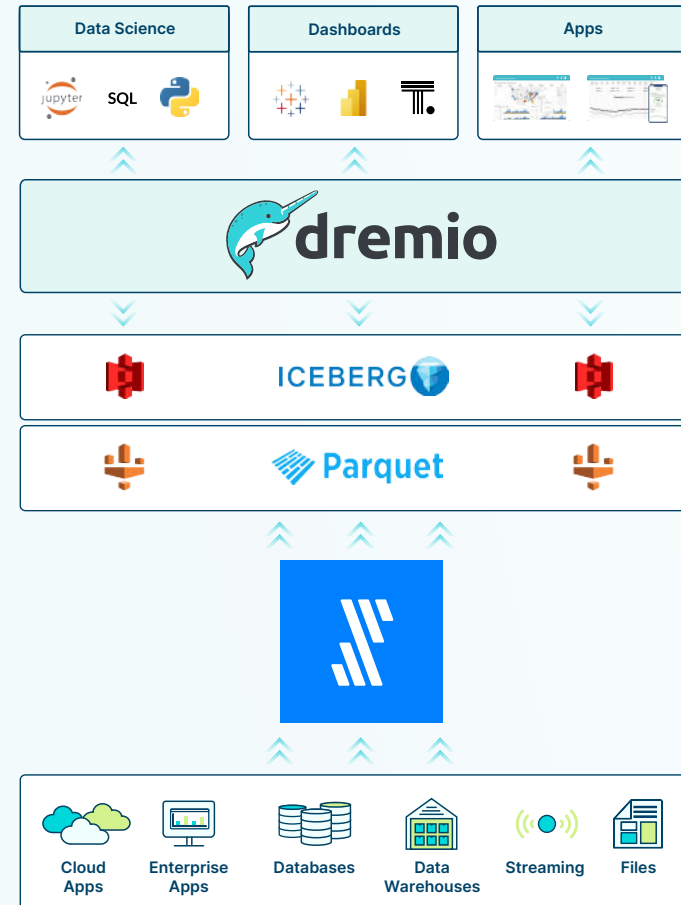 Data Science
Dashboards
Apps
jupyter
SQL
T.
dremio
ICEBERG
Parquet
Cloud
Apps
Enterprise
Apps
Databases
Data
Warehouses
Streaming
Files